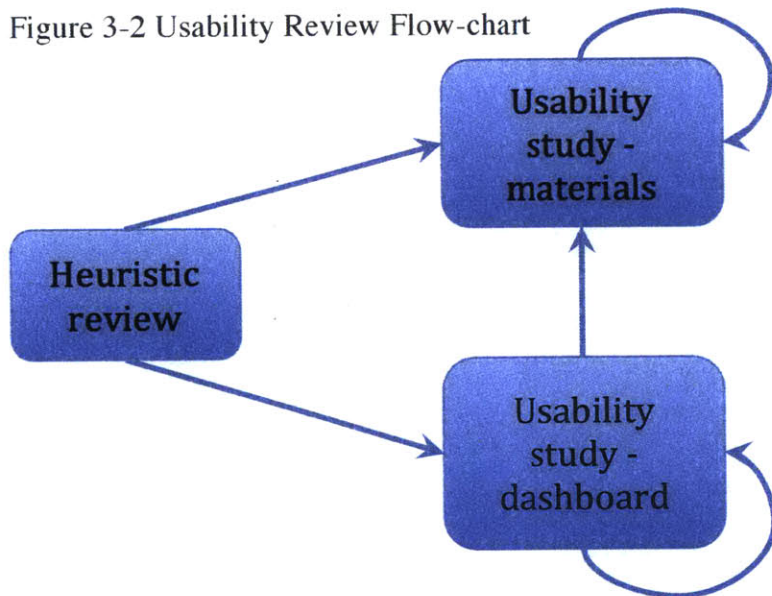 Figure 3-2 Usability Review Flow-chart
Usability
study -
materials
Heuristic
review
Usability
study -
dashboard